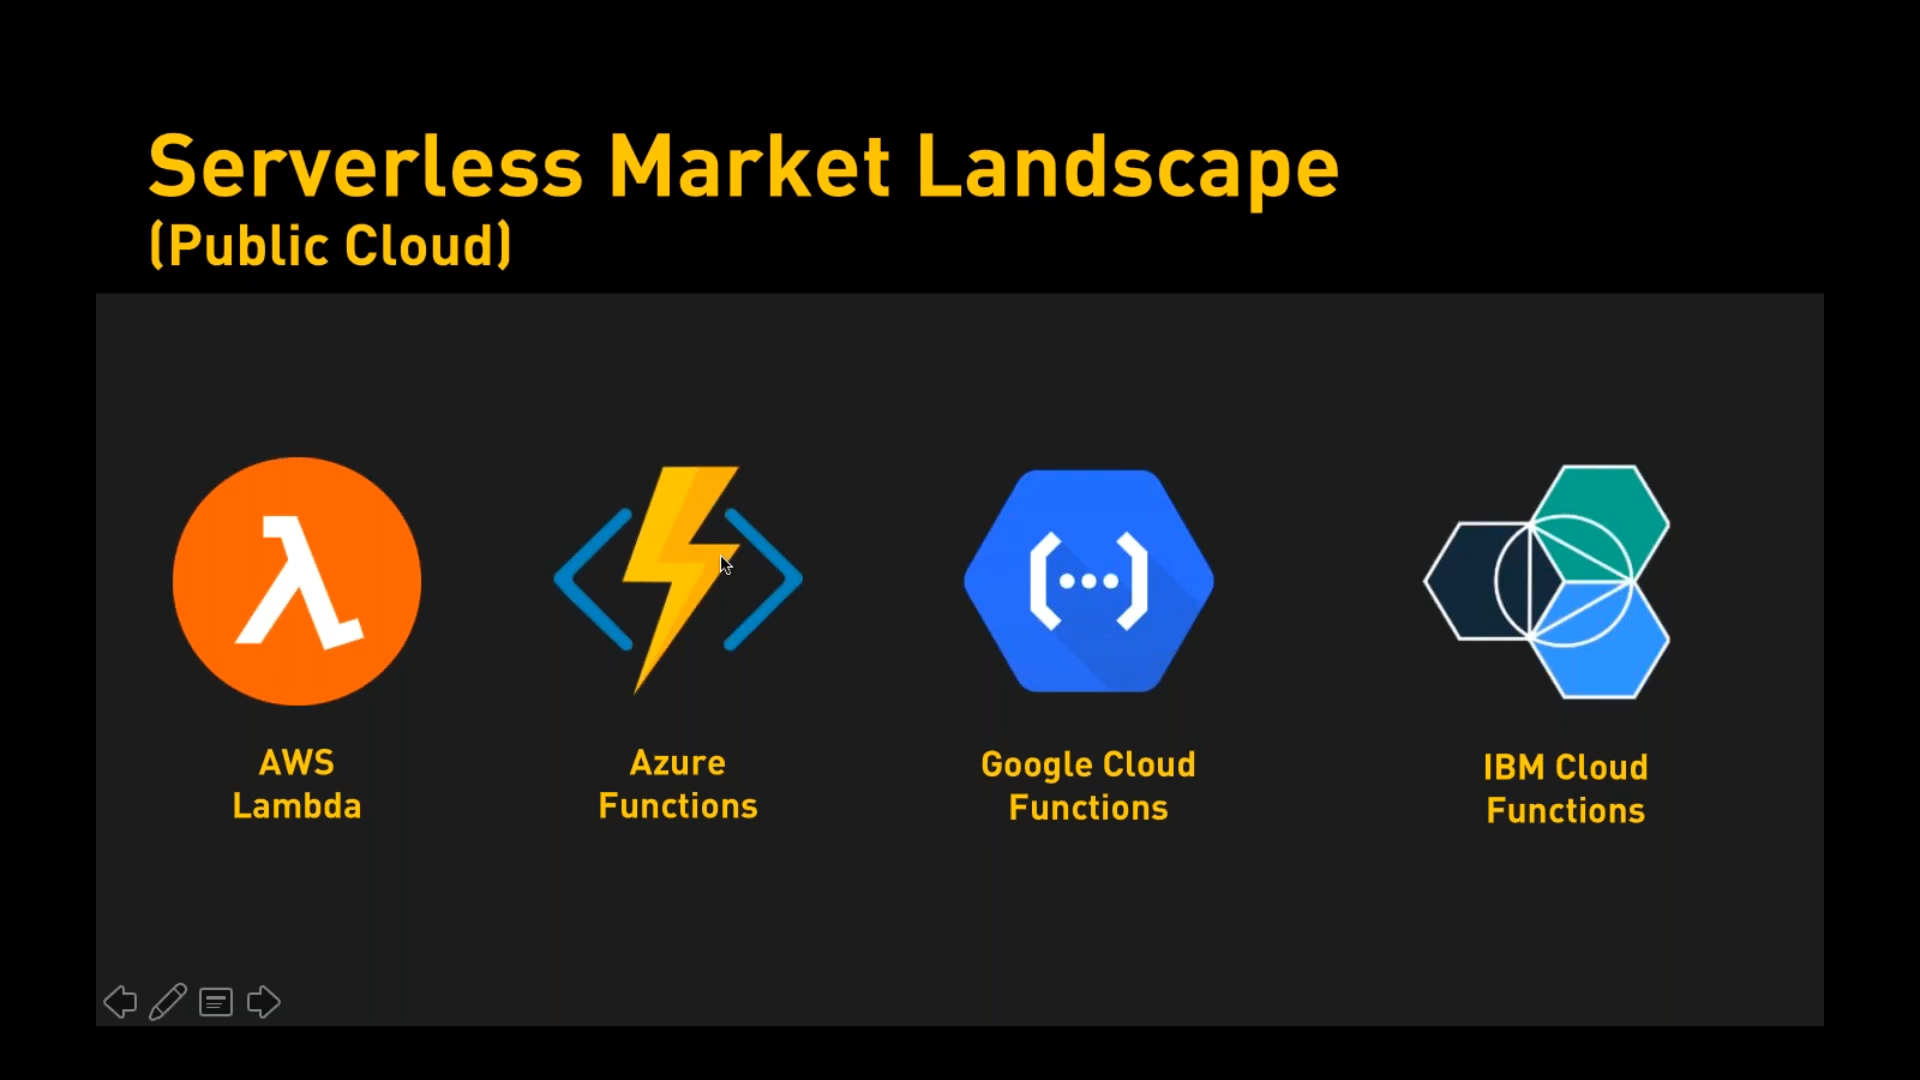 Serverless Market Landscape
(Public Cloud)
λ
AWS
Lambda
Azure
Functions
Google Cloud
Functions
IBM Cloud
Functions